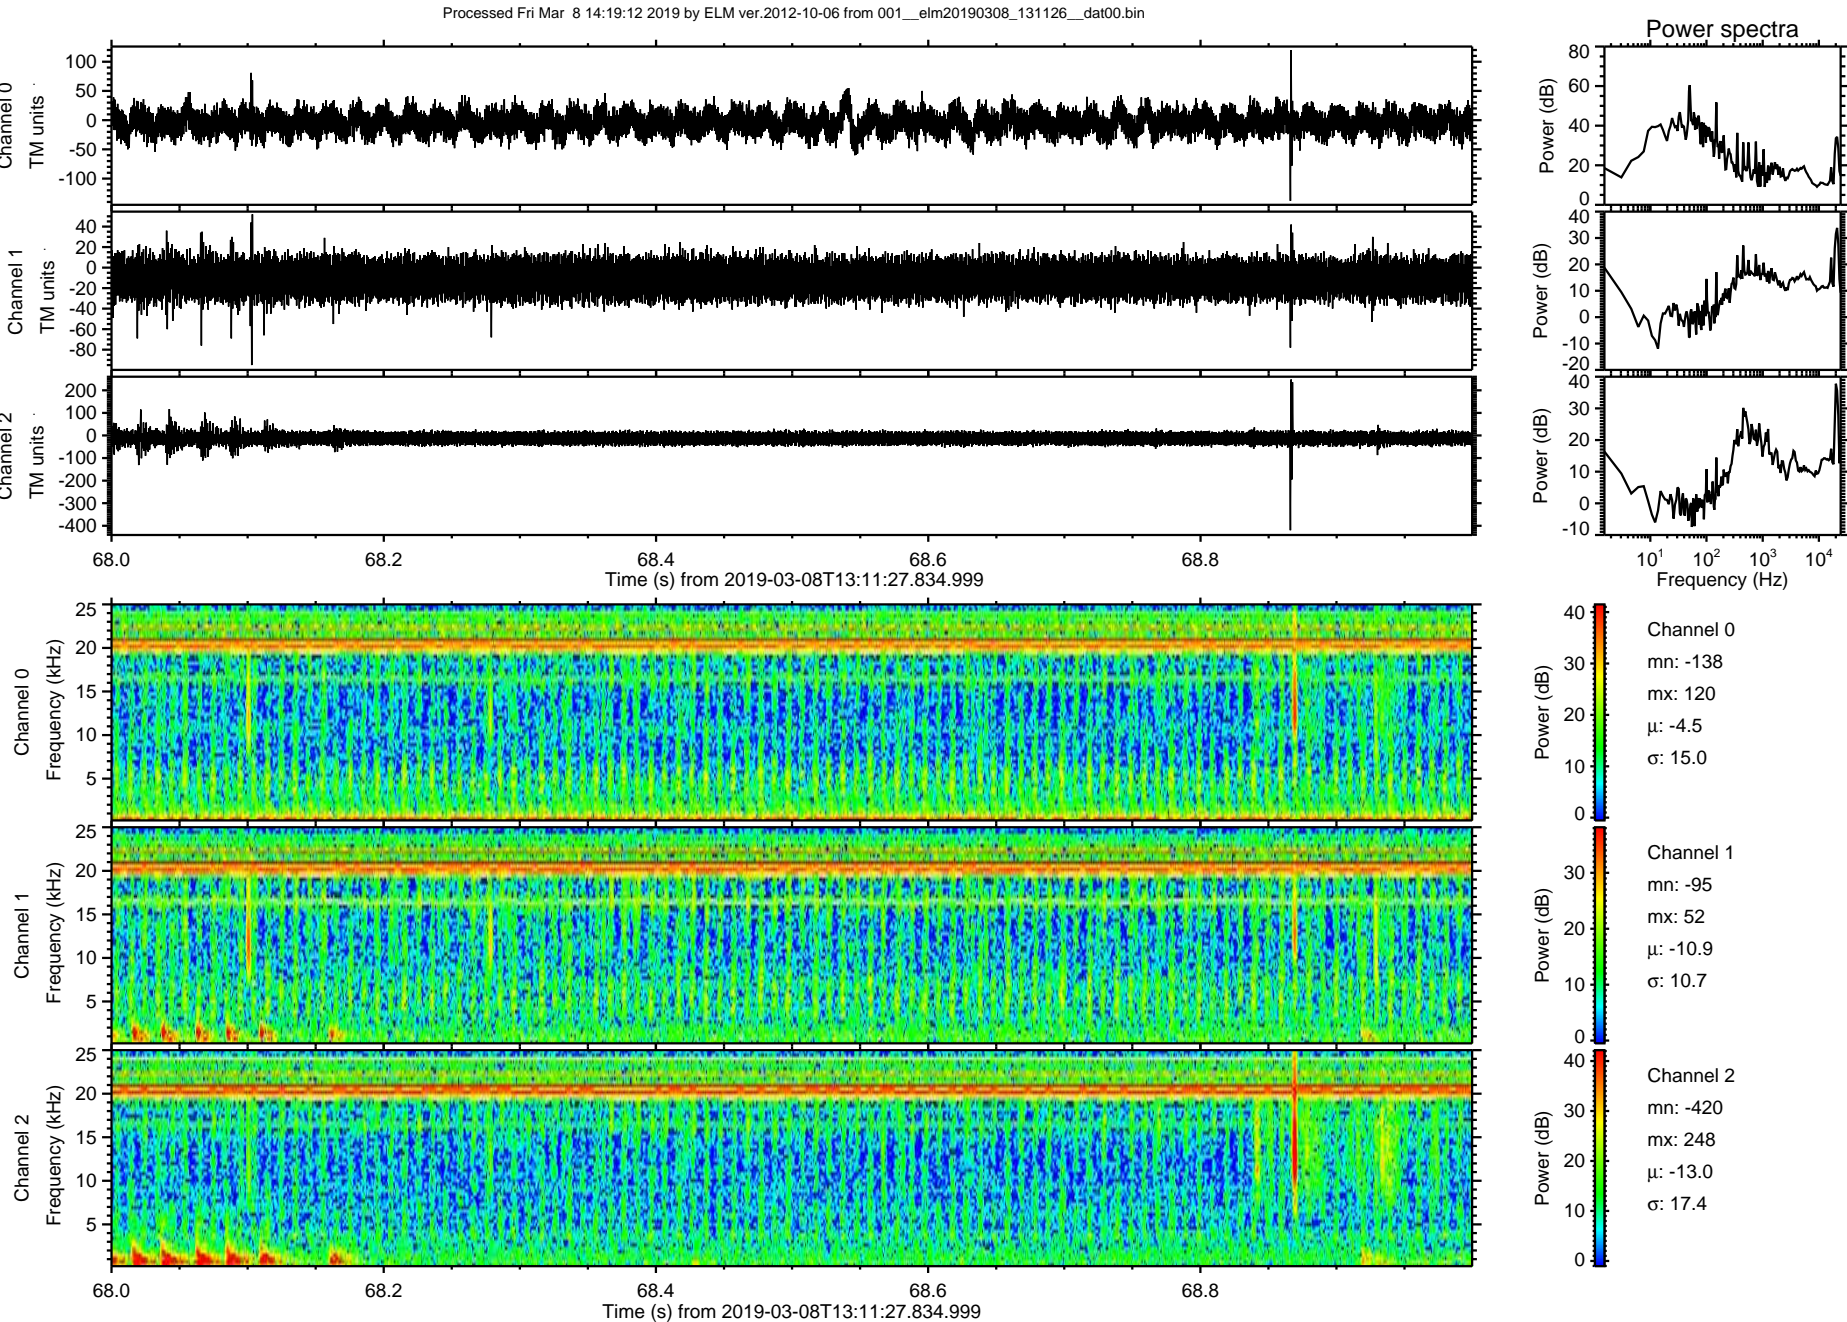 Processed Fri Mar 8 14:19:12 2019 by ELM ver.2012-10-06 from 001__elm20190308_131126__dat00.bin
Power spectra
Channel 0
TM units
100
50
0
-50
-100
Power (dB)
80
60
40
20
0
Channel 1
TM units
40
20
0
-20
-40
-60
-80
Power (dB)
40
30
20
10
0
-10
-20
Channel 2
TM units
200
100
0
-100
-200
-300
-400
Power (dB)
40
30
20
10
0
-10
68.0 68.2 68.4 68.6 68.8
Time (s) from 2019-03-08T13:11:27.834.999
10^1 10^2 10^3 10^4
Frequency (Hz)
Channel 0
Frequency (kHz)
25
20
15
10
5
Power (dB)
40
30
20
10
0
Channel 0
mn: -138
mx: 120
μ: -4.5
σ: 15.0
Channel 1
Frequency (kHz)
25
20
15
10
5
Power (dB)
30
20
10
0
Channel 1
mn: -95
mx: 52
μ: -10.9
σ: 10.7
Channel 2
Frequency (kHz)
25
20
15
10
5
Power (dB)
40
30
20
10
0
Channel 2
mn: -420
mx: 248
μ: -13.0
σ: 17.4
68.0 68.2 68.4 68.6 68.8
Time (s) from 2019-03-08T13:11:27.834.999